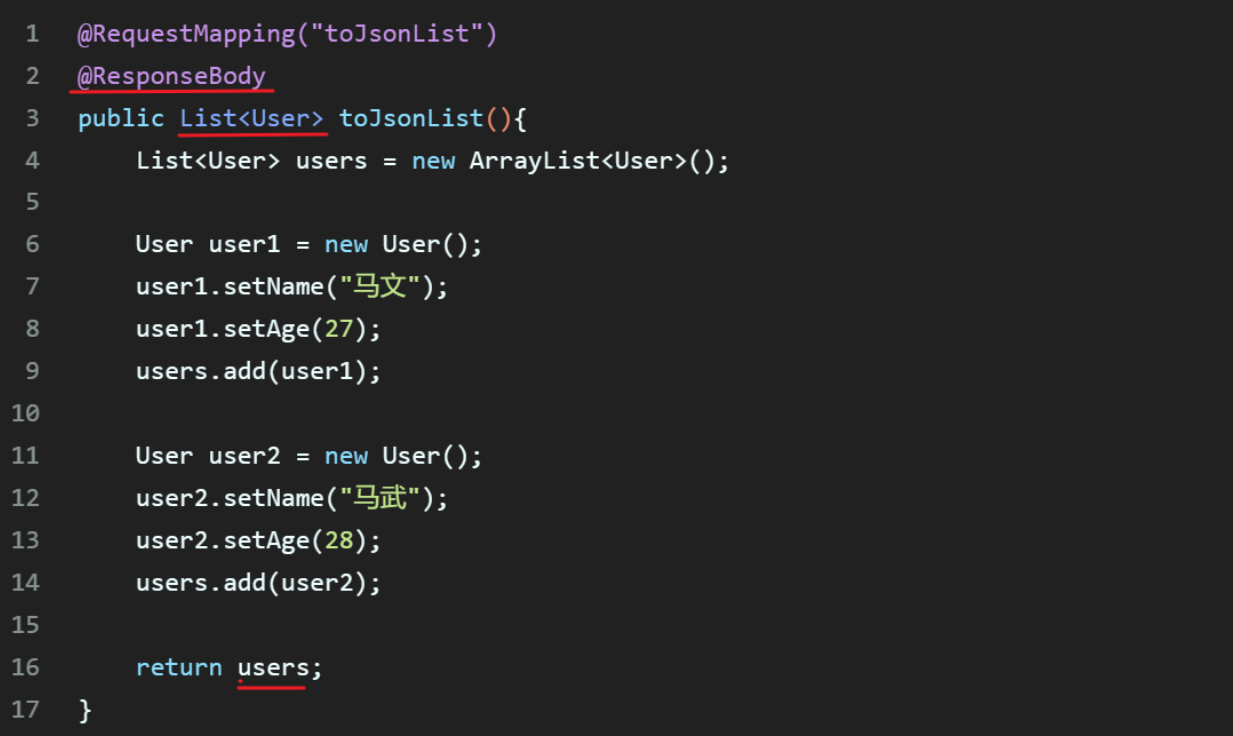 1 @RequestMapping("toJsonList")
2 @ResponseBody
3 public List<User> toJsonList(){
4     List<User> users = new ArrayList<User>();
5
6     User user1 = new User();
7     user1.setName("马文");
8     user1.setAge(27);
9     users.add(user1);
10
11     User user2 = new User();
12     user2.setName("马武");
13     user2.setAge(28);
14     users.add(user2);
15
16     return users;
17 }